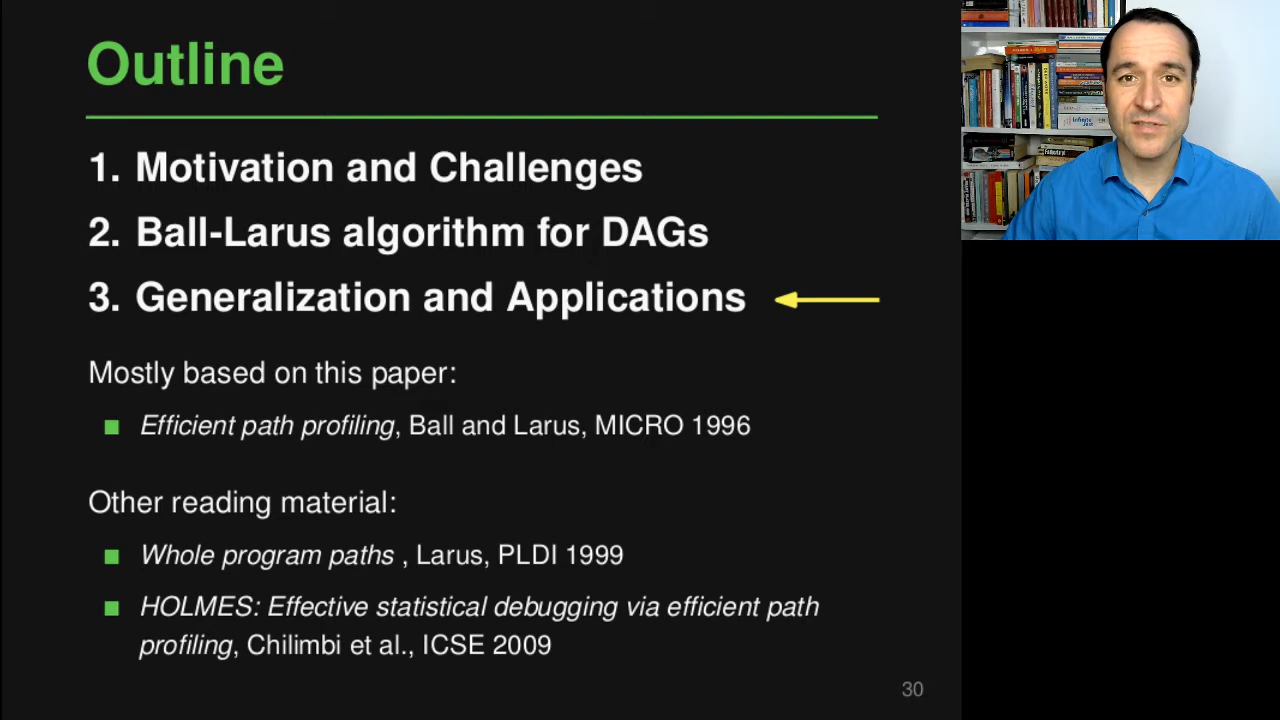 Outline
1. Motivation and Challenges
2. Ball-Larus algorithm for DAGs
3. Generalization and Applications
Mostly based on this paper:
Efficient path profiling, Ball and Larus, MICRO 1996
Other reading material:
Whole program paths , Larus, PLDI 1999
HOLMES: Effective statistical debugging via efficient path
profiling, Chilimbi et al., ICSE 2009
30
Infinite
Jest